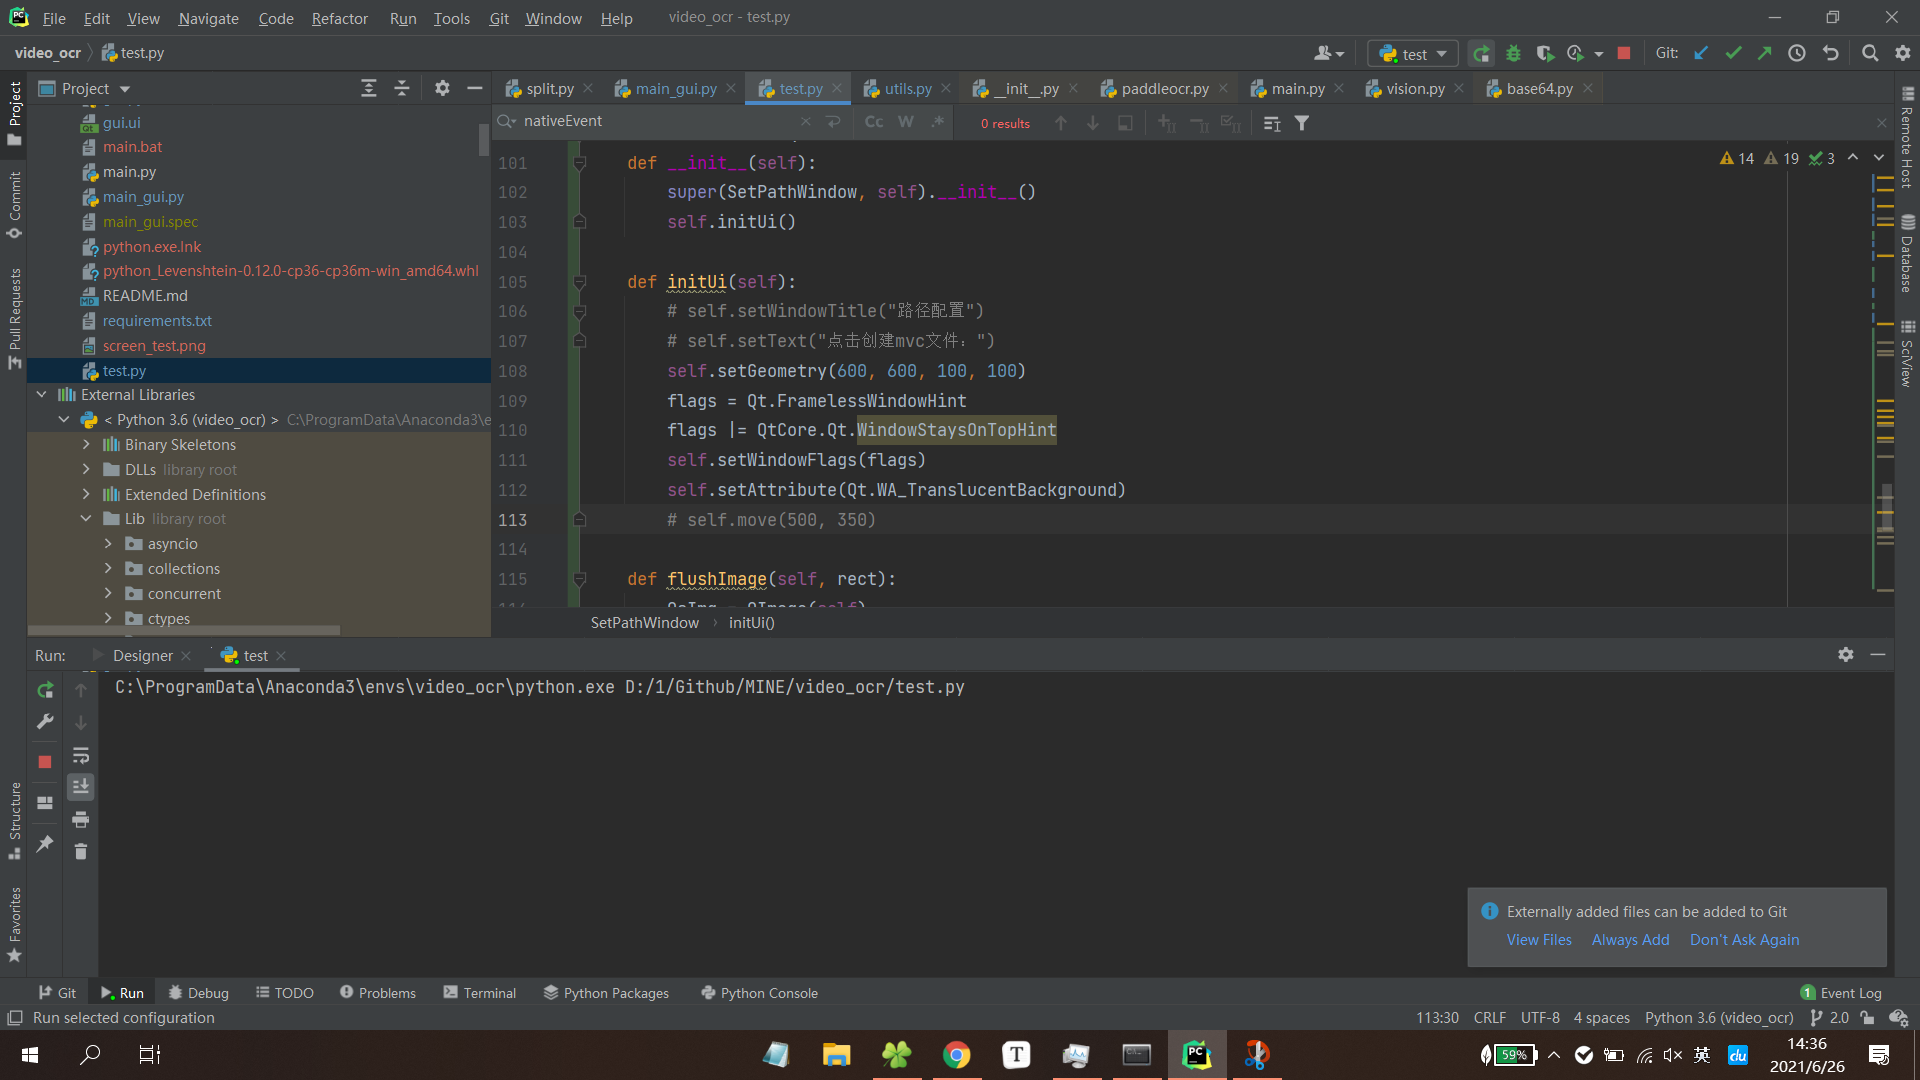 File Edit View Navigate Code Refactor Run Tools Git Window Help video_ocr - test.py
video_ocr test.py test Git:
Project
split.py main_gui.py test.py utils.py __init__.py paddleocr.py main.py vision.py base64.py
nativeEvent Cc W .* 0 results
14 19 3
gui.ui
main.bat
main.py
main_gui.py
main_gui.spec
python.exe.lnk
python_Levenshtein-0.12.0-cp36-cp36m-win_amd64.whl
README.md
requirements.txt
screen_test.png
test.py
External Libraries
< Python 3.6 (video_ocr) > C:\ProgramData\Anaconda3\e
Binary Skeletons
DLLs library root
Extended Definitions
Lib library root
asyncio
collections
concurrent
ctypes
101 def __init__(self):
102 super(SetPathWindow, self).__init__()
103 self.initUi()
104
105 def initUi(self):
106 # self.setWindowTitle("路径配置")
107 # self.setText("点击创建mvc文件：")
108 self.setGeometry(600, 600, 100, 100)
109 flags = Qt.FramelessWindowHint
110 flags |= QtCore.Qt.WindowStaysOnTopHint
111 self.setWindowFlags(flags)
112 self.setAttribute(Qt.WA_TranslucentBackground)
113 # self.move(500, 350)
114
115 def flushImage(self, rect):
SetPathWindow › initUi()
Project
Commit
Pull Requests
Structure
Favorites
Remote Host
Database
SciView
Run: Designer test
C:\ProgramData\Anaconda3\envs\video_ocr\python.exe D:/1/Github/MINE/video_ocr/test.py
Externally added files can be added to Git
View Files Always Add Don't Ask Again
Git Run Debug TODO Problems Terminal Python Packages Python Console 1 Event Log
Run selected configuration 113:30 CRLF UTF-8 4 spaces Python 3.6 (video_ocr) 2.0
59% 英 du 14:36
2021/6/26